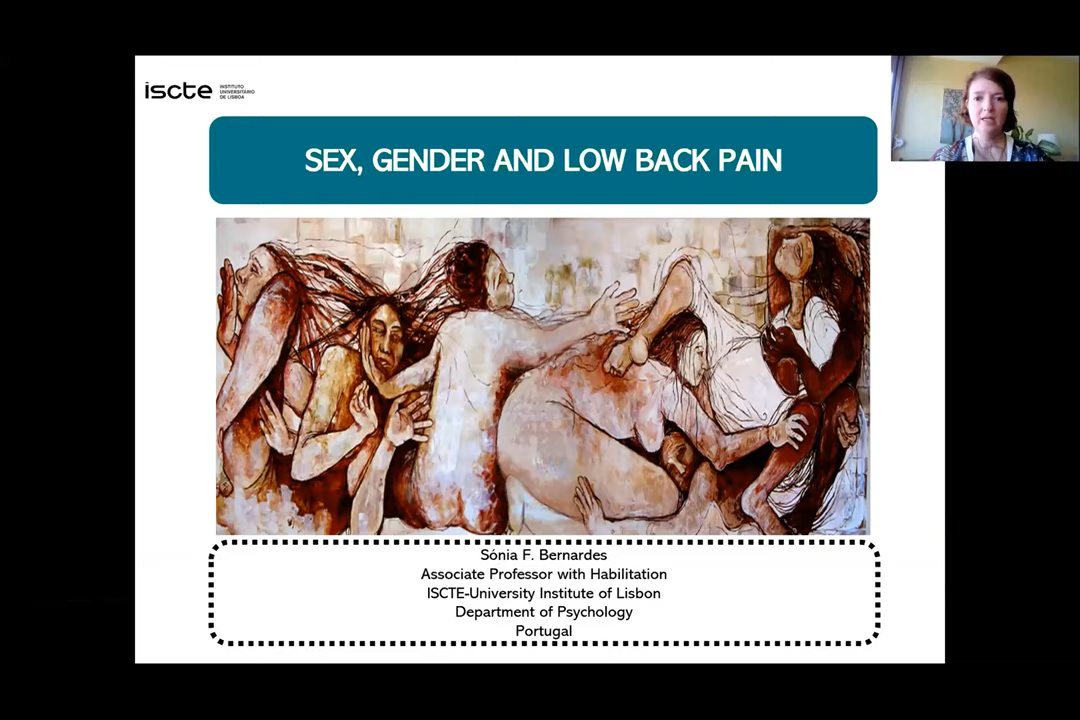 iscte
INSTITUTO
UNIVERSITÁRIO
DE LISBOA
SEX, GENDER AND LOW BACK PAIN
Sónia F. Bernardes
Associate Professor with Habilitation
ISCTE-University Institute of Lisbon
Department of Psychology
Portugal